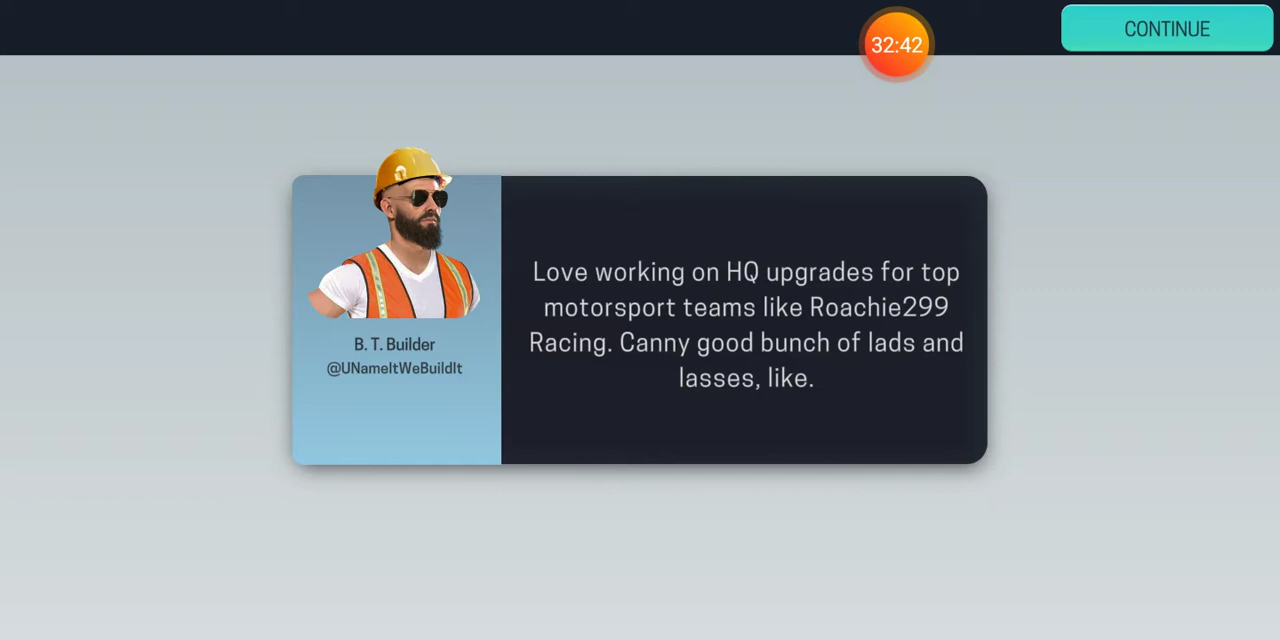 32:42
CONTINUE
Love working on HQ upgrades for top
motorsport teams like Roachie299
Racing. Canny good bunch of lads and
lasses, like.
B. T. Builder
@UNameItWeBuildIt